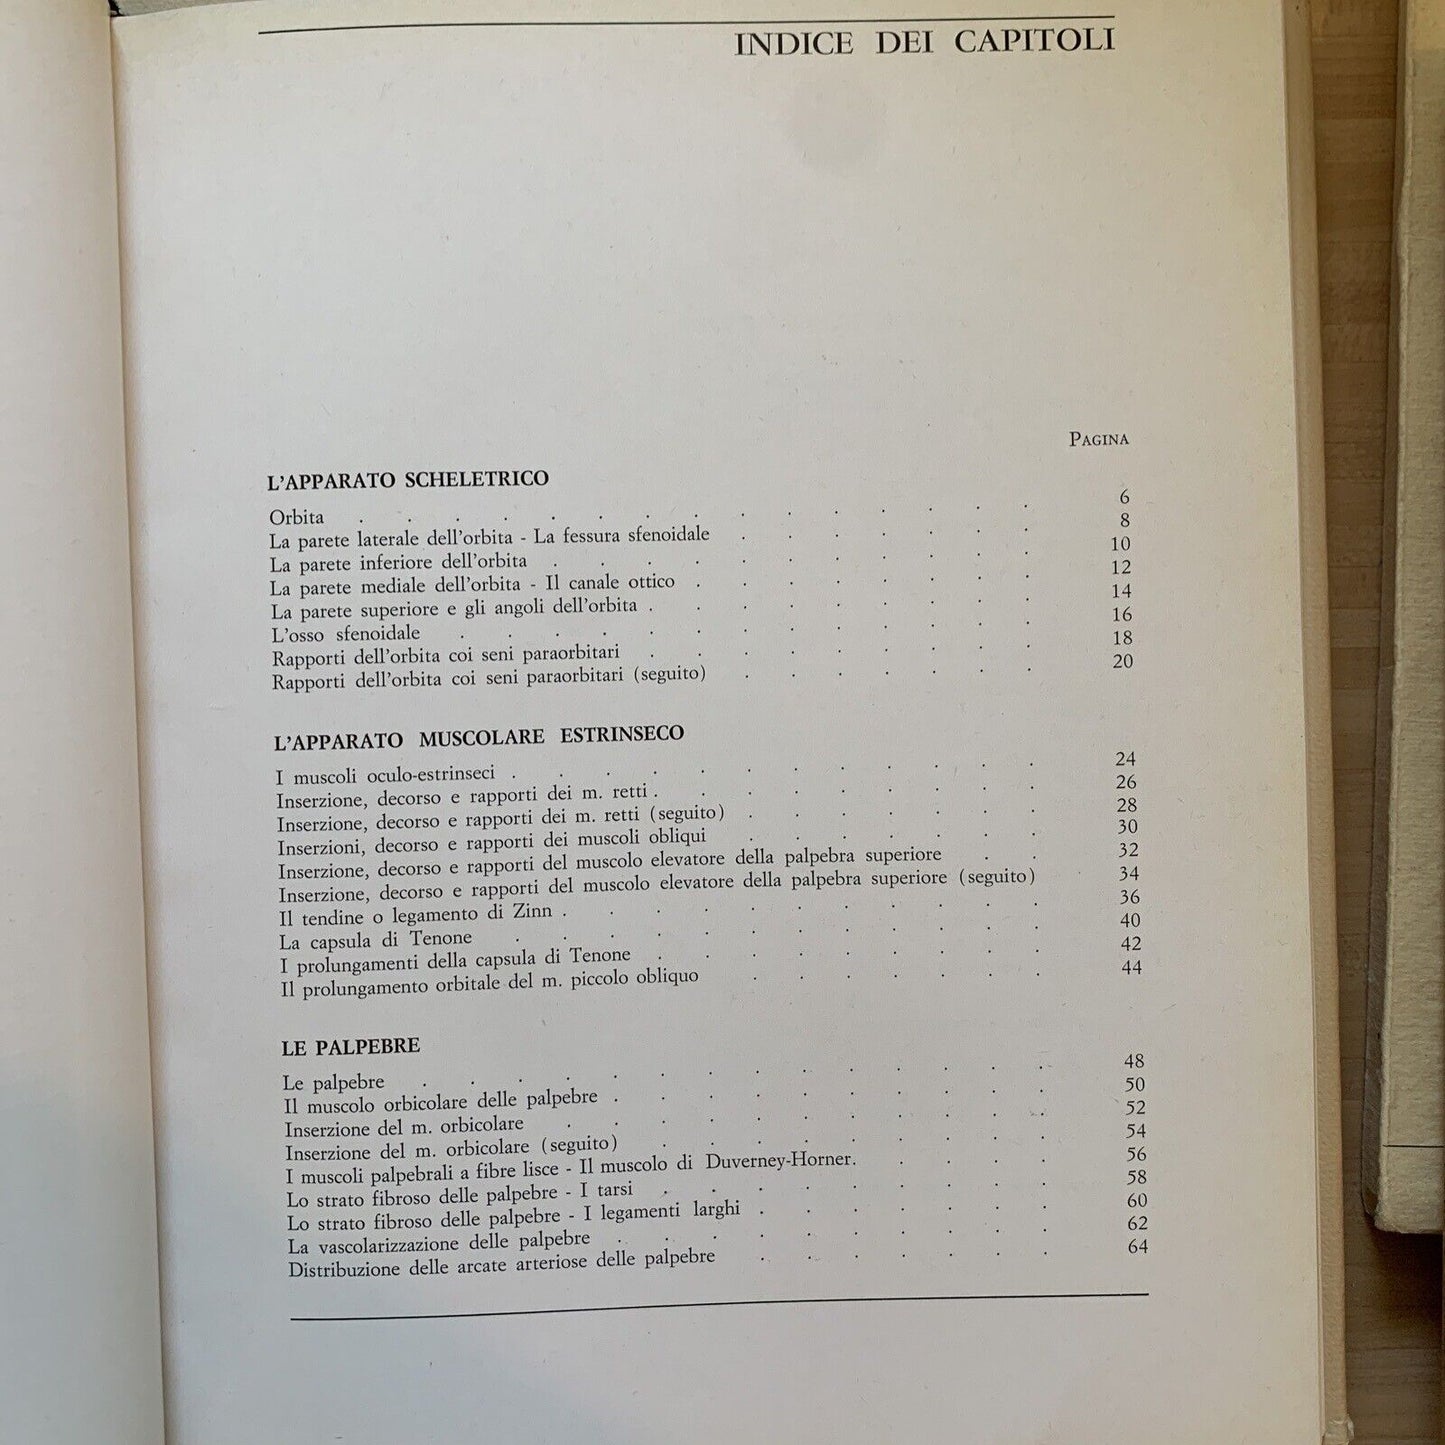 INDICE DEI CAPITOLI
PAGINA
L'APPARATO SCHELETRICO
Orbita . . . . . . . . . . . . . . . 6
La parete laterale dell'orbita - La fessura sfenoidale . . . . . . . 8
La parete inferiore dell'orbita . . . . . . . . . . . 10
La parete mediale dell'orbita - Il canale ottico . . . . . . . . 12
La parete superiore e gli angoli dell'orbita . . . . . . . . . 14
L'osso sfenoidale . . . . . . . . . . . . . 16
Rapporti dell'orbita coi seni paraorbitari . . . . . . . . . 18
Rapporti dell'orbita coi seni paraorbitari (seguito) . . . . . . . 20
L'APPARATO MUSCOLARE ESTRINSECO
I muscoli oculo-estrinseci . . . . . . . . . . . . 24
Inserzione, decorso e rapporti dei m. retti . . . . . . . . . 26
Inserzione, decorso e rapporti dei m. retti (seguito) . . . . . . . 28
Inserzioni, decorso e rapporti dei muscoli obliqui . . . . . . . 30
Inserzione, decorso e rapporti del muscolo elevatore della palpebra superiore . . 32
Inserzione, decorso e rapporti del muscolo elevatore della palpebra superiore (seguito) 34
Il tendine o legamento di Zinn . . . . . . . . . . . 36
La capsula di Tenone . . . . . . . . . . . . 40
I prolungamenti della capsula di Tenone . . . . . . . . . 42
Il prolungamento orbitale del m. piccolo obliquo . . . . . . . 44
LE PALPEBRE
Le palpebre . . . . . . . . . . . . . . 48
Il muscolo orbicolare delle palpebre . . . . . . . . . . 50
Inserzione del m. orbicolare . . . . . . . . . . . 52
Inserzione del m. orbicolare (seguito) . . . . . . . . . 54
I muscoli palpebrali a fibre lisce - Il muscolo di Duverney-Horner. . . . . 56
Lo strato fibroso delle palpebre - I tarsi . . . . . . . . . 58
Lo strato fibroso delle palpebre - I legamenti larghi . . . . . . . 60
La vascolarizzazione delle palpebre . . . . . . . . . . 62
Distribuzione delle arcate arteriose delle palpebre . . . . . . . 64